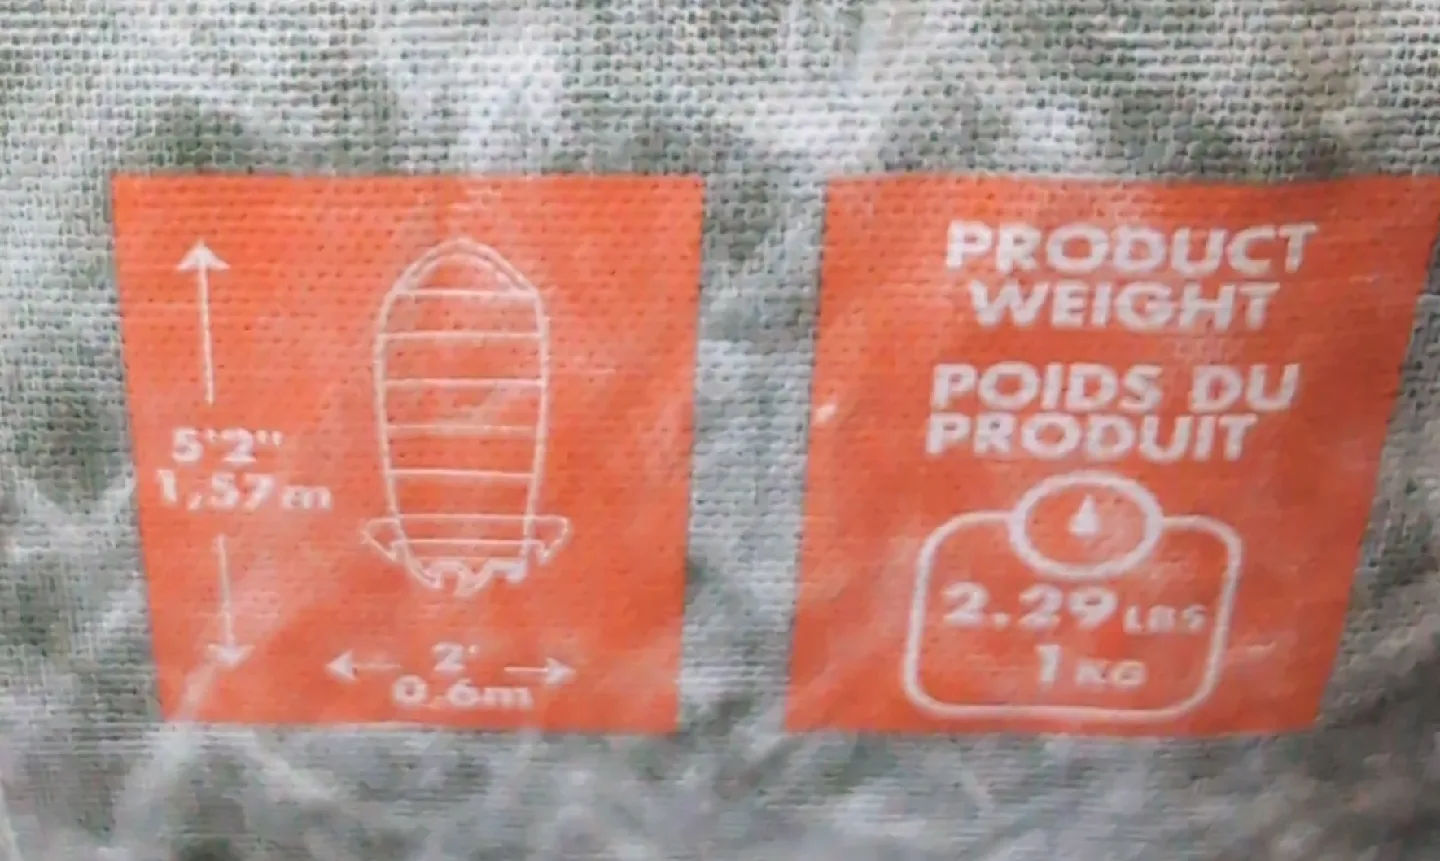 5'2"
1,57m
2'
0.6m
PRODUCT
WEIGHT
POIDS DU
PRODUIT
2.29 LBS
1 KG